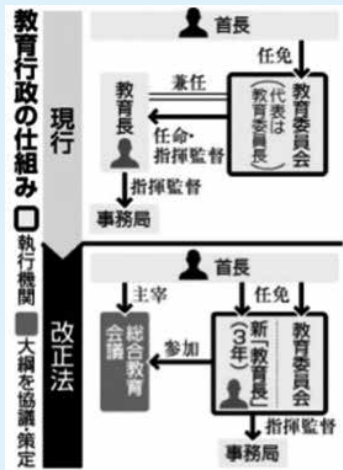 教育行政の仕組み
執行機関
大綱を協議・策定
現行
首長
任免
兼任
教育委員会
(代表は
教育委員長)
教育長
任命・
指揮監督
指揮監督
事務局
改正法
首長
主宰
任免
総合教育
会議
参加
新「教育長」
(3年)
教育委員会
指揮監督
事務局